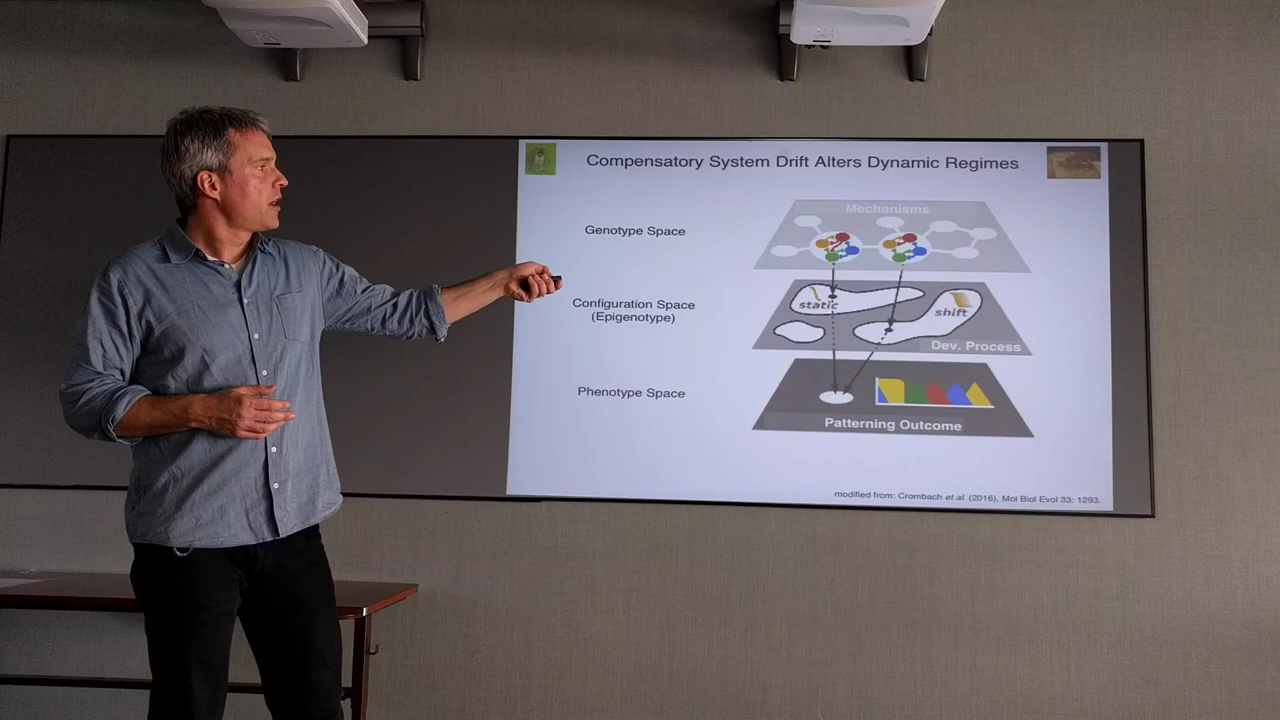 Compensatory System Drift Alters Dynamic Regimes
Genotype Space
Mechanisms
Configuration Space
(Epigenotype)
static
shift
Dev. Process
Phenotype Space
Patterning Outcome
modified from: Crombach et al. (2016), Mol Biol Evol 33: 1293.